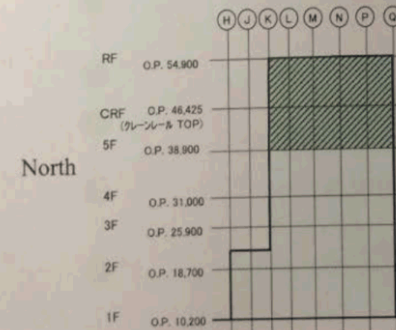 H J K L M N P Q
RF O.P. 54,900
CRF O.P. 46,425
(クレーンレール TOP)
5F O.P. 38,900
North
4F O.P. 31,000
3F O.P. 25,900
2F O.P. 18,700
1F O.P. 10,200